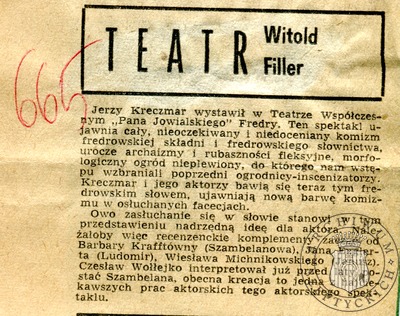 TEATR
Witold
Filler
665
Jerzy Kreczmar wystawił w Teatrze Współczes-
nym „Pana Jowialskiego" Fredry. Ten spektakl u-
jawnia cały, nieoczekiwany i niedoceniany komizm
fredrowskiej składni i fredrowskiego słownictwa,
urocze archaizmy i rubaszności fleksyjne, morfo-
logiczny ogród nieplewiony, do którego nam wstę-
pu wzbraniali poprzedni ogrodnicy-inscenizatorzy.
Kreczmar i jego aktorzy bawią się teraz tym fre-
drowskim słowem, ujawniają nową barwę komiz-
mu w osłuchanych facecjach.
Owo zasłuchanie się w słowie stanowi w tym
przedstawieniu nadrzędną ideę dla aktora. Nale-
żałoby więc recenzenckie komplementy zacząć od
Barbary Krafftówny (Szambelanowa), Jana
ta (Ludomir), Wiesława Michnikowskiego
Czesław Wołłejko interpretował już przed po-
stać Szambelana, obecna kreacja to jedna
kawszych prac aktorskich tego aktorskiego spek-
taklu.